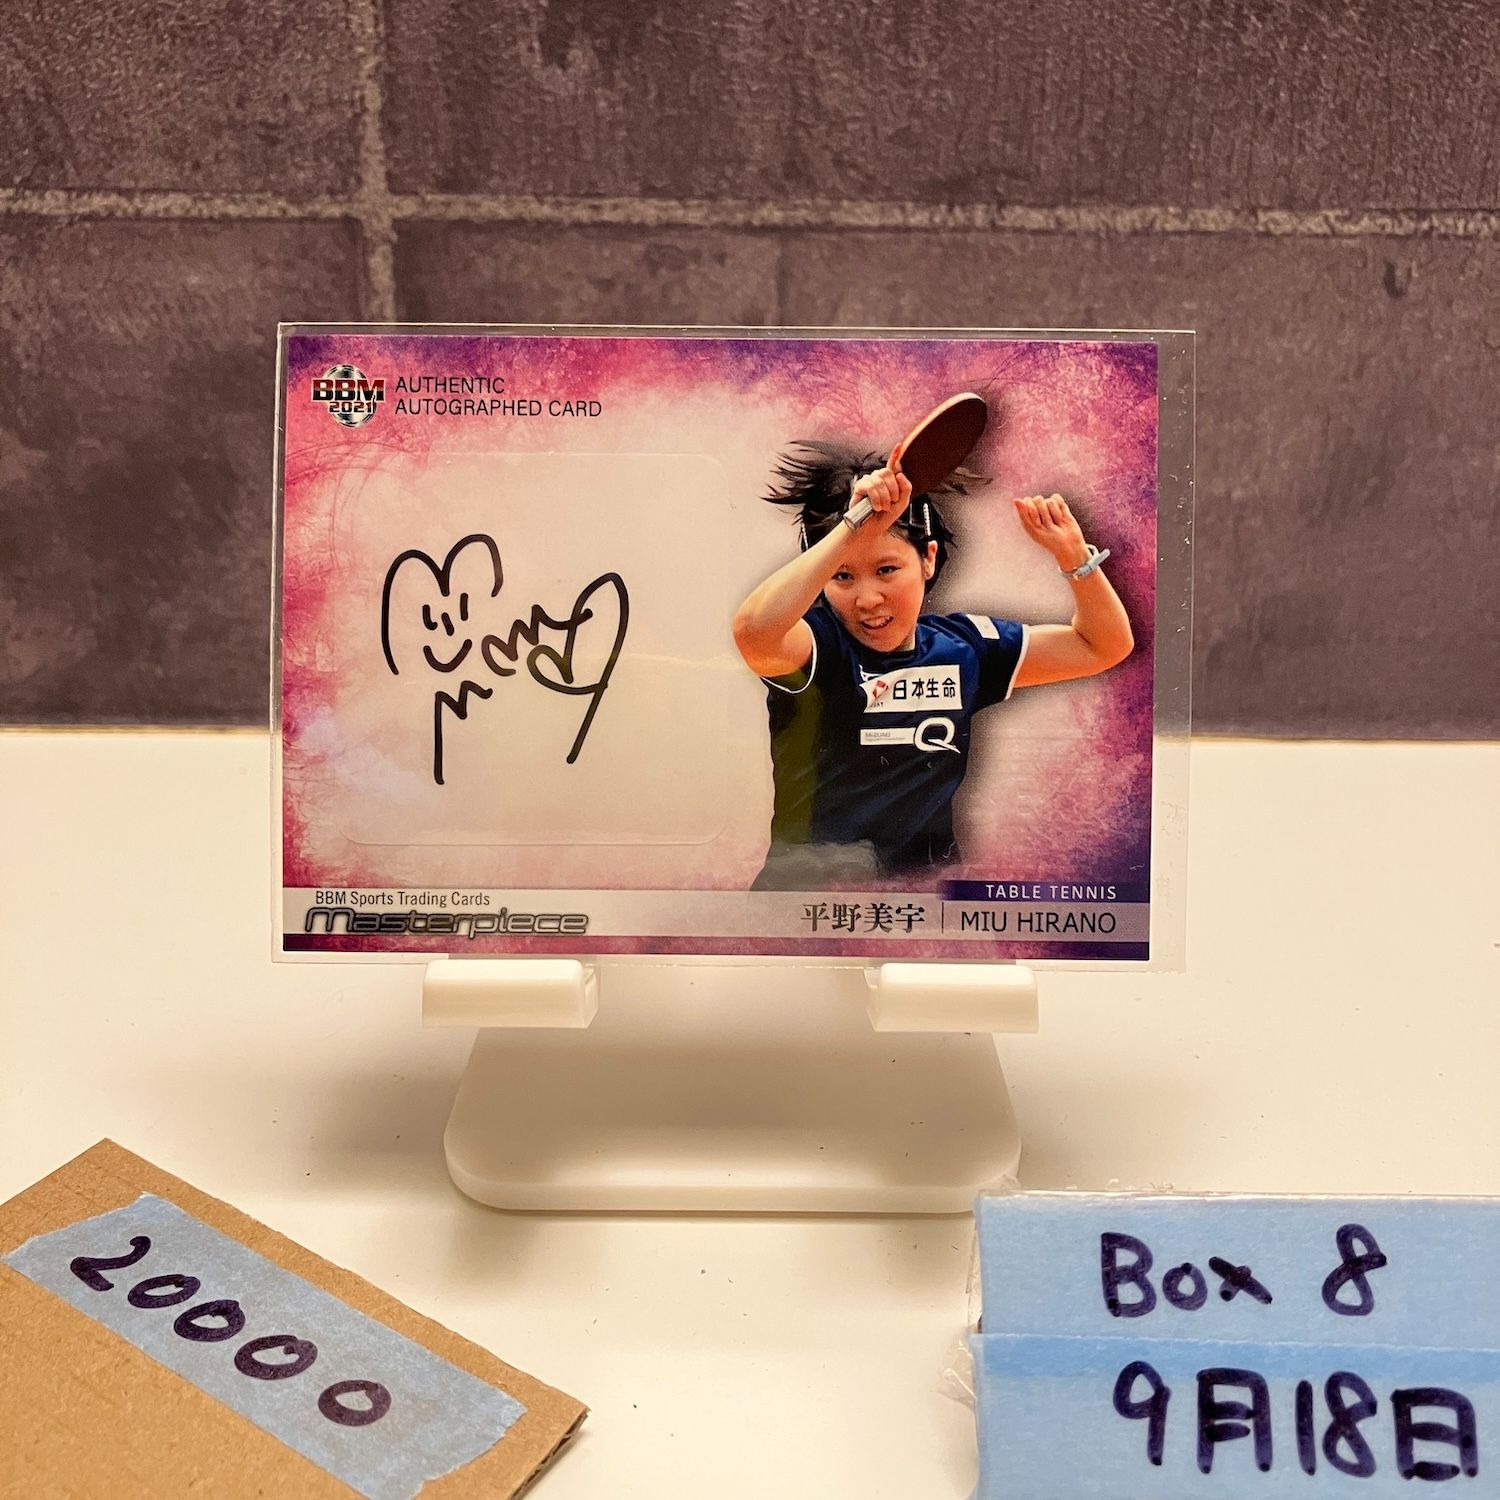 BBM
2021
AUTHENTIC
AUTOGRAPHED CARD
日本生命
MIZUNO
Q
BBM Sports Trading Cards
Masterpiece
TABLE TENNIS
平野美宇 | MIU HIRANO
20000
Box 8
9月18日